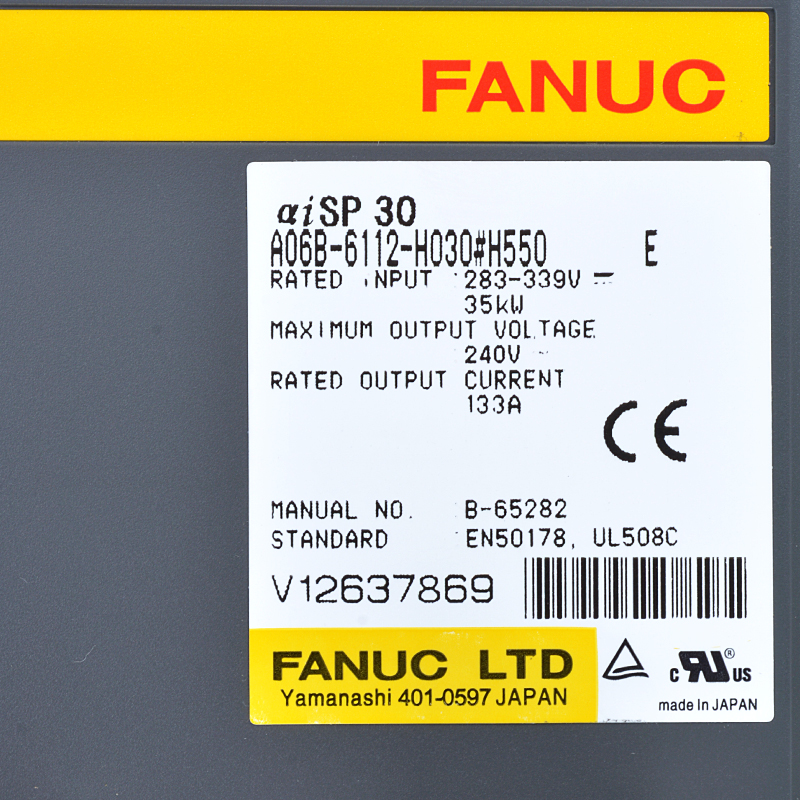 FANUC
αiSP 30
A06B-6112-H030#H550 E
RATED INPUT 283-339V ⎓
35kW
MAXIMUM OUTPUT VOLTAGE
240V ~
RATED OUTPUT CURRENT
133A
CE
MANUAL NO. B-65282
STANDARD EN50178, UL508C
V12637869
FANUC LTD
Yamanashi 401-0597 JAPAN
c RU® US
made In JAPAN